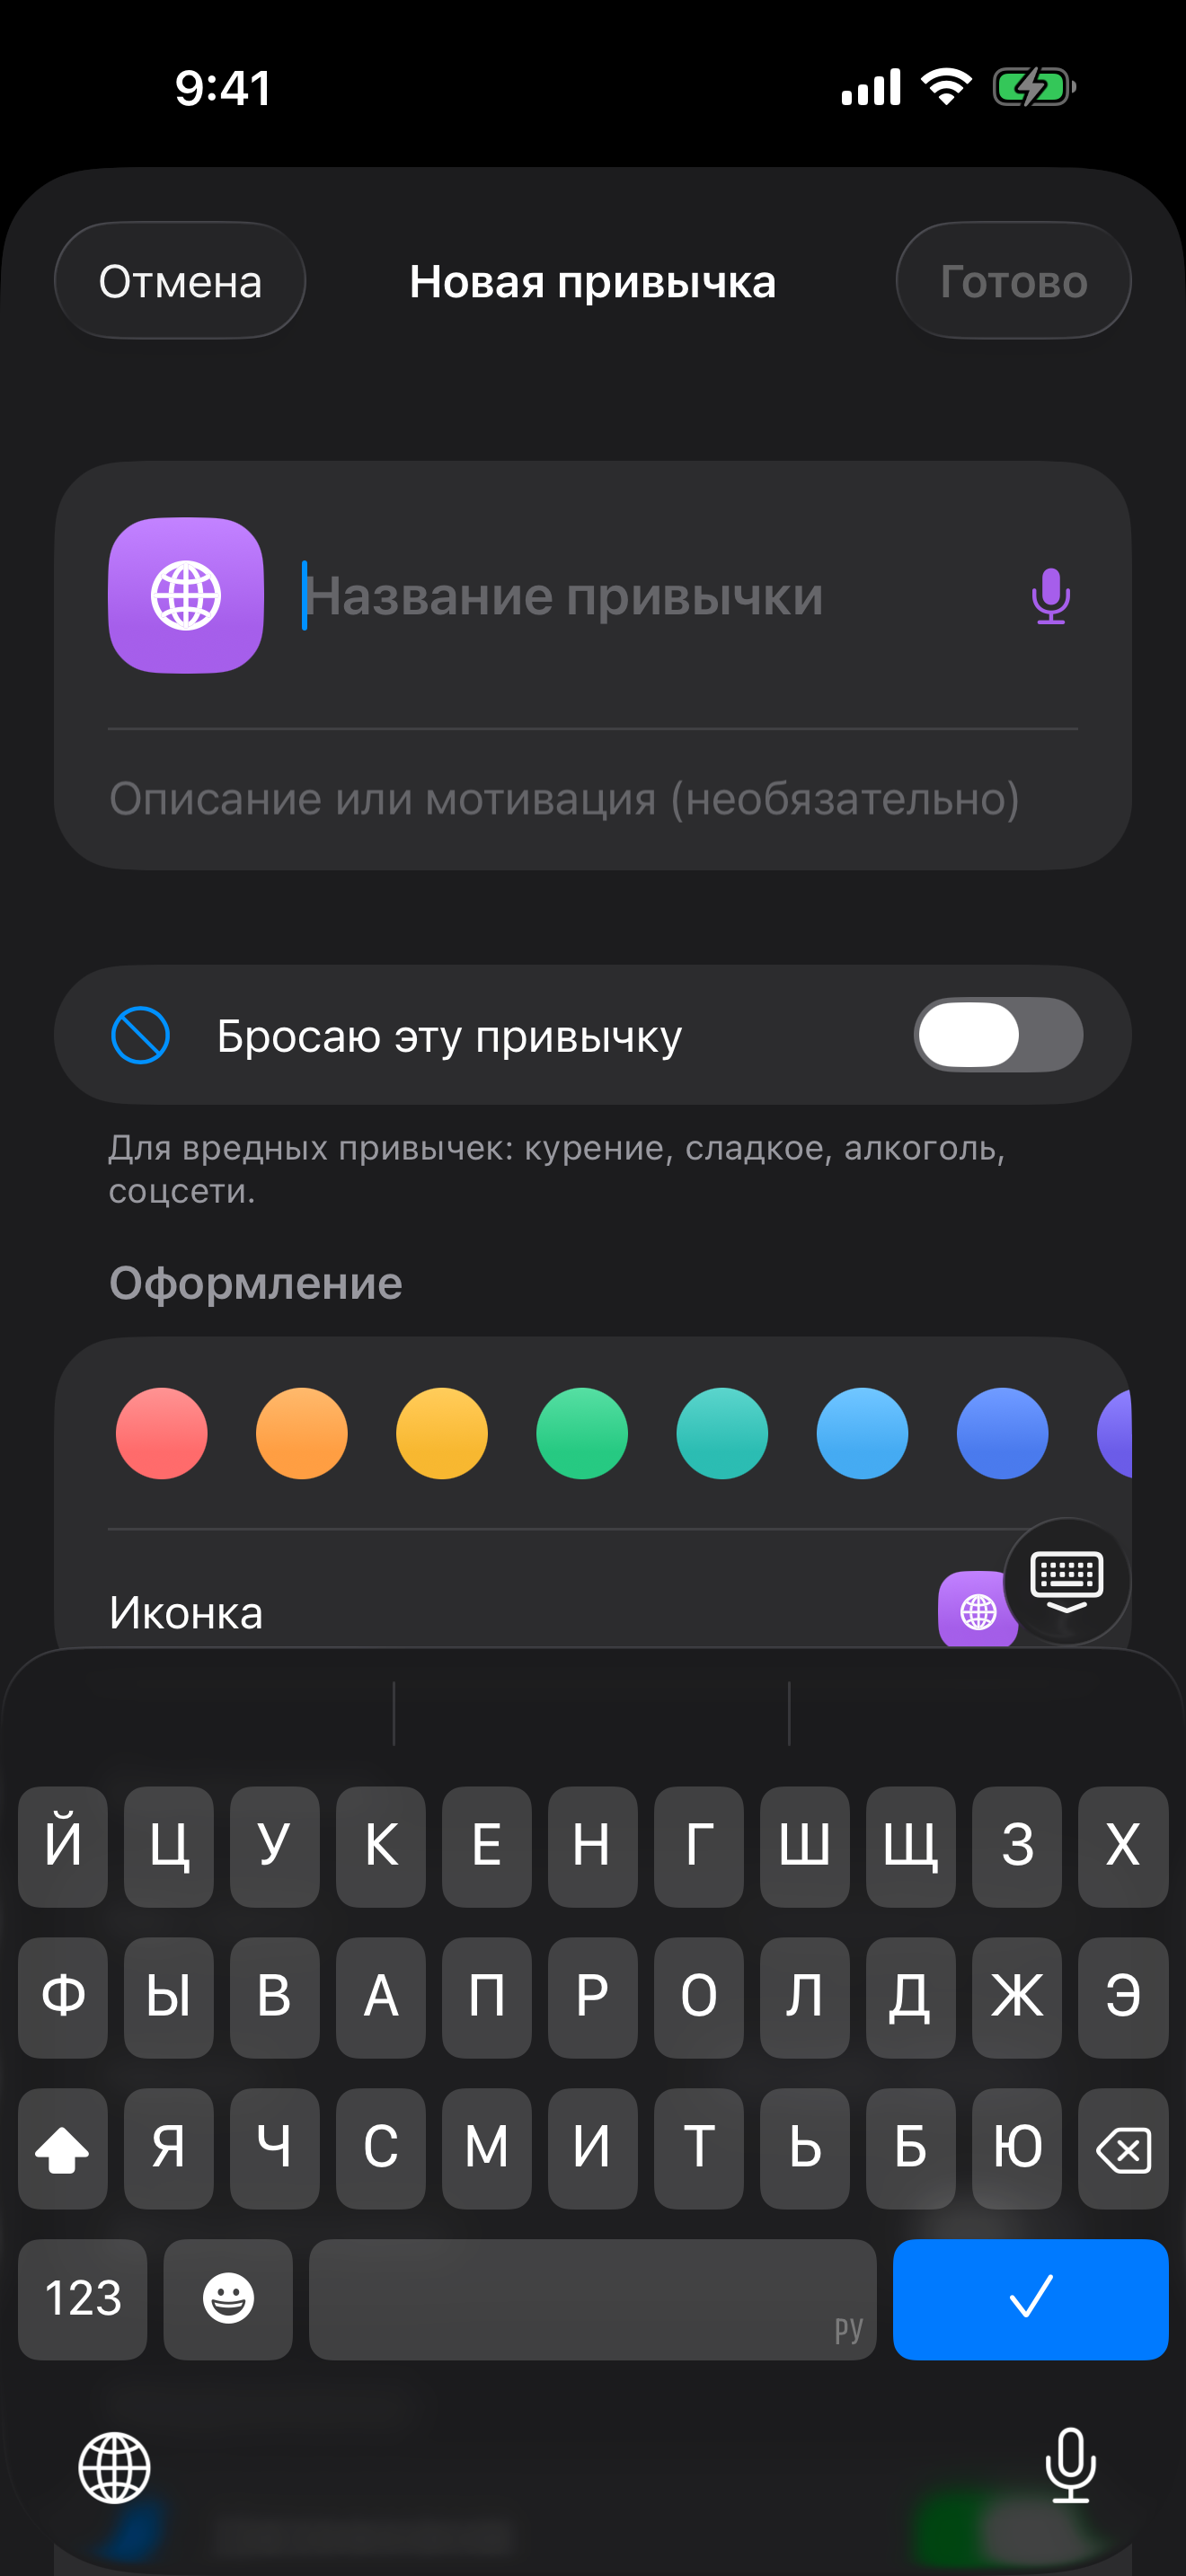 9:41
Отмена
Новая привычка
Готово
Название привычки
Описание или мотивация (необязательно)
Бросаю эту привычку
Для вредных привычек: курение, сладкое, алкоголь,
соцсети.
Оформление
Иконка
Й Ц У К Е Н Г Ш Щ З Х
Ф Ы В А П Р О Л Д Ж Э
Я Ч С М И Т Ь Б Ю
123
РУ